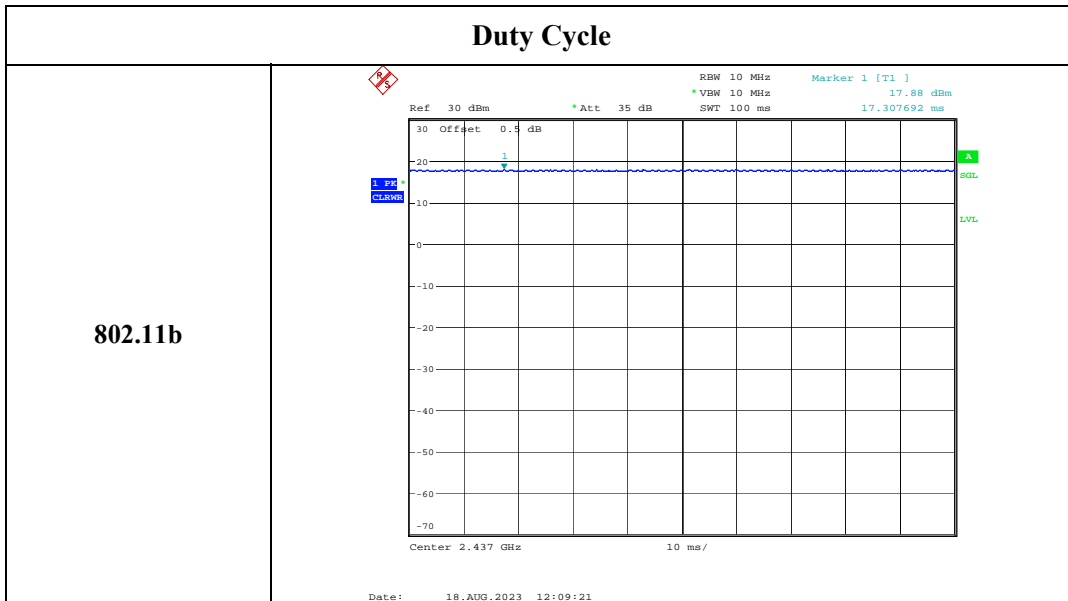 Duty Cycle
802.11b
R S
RBW 10 MHz Marker 1 [T1 ]
*VBW 10 MHz 17.88 dBm
Ref 30 dBm *Att 35 dB SWT 100 ms 17.307692 ms
30 Offset 0.5 dB
A
1
20
SGL
1 PK *
CLRWR
10
LVL
0
-10
-20
-30
-40
-50
-60
-70
Center 2.437 GHz 10 ms/
Date: 18.AUG.2023 12:09:21